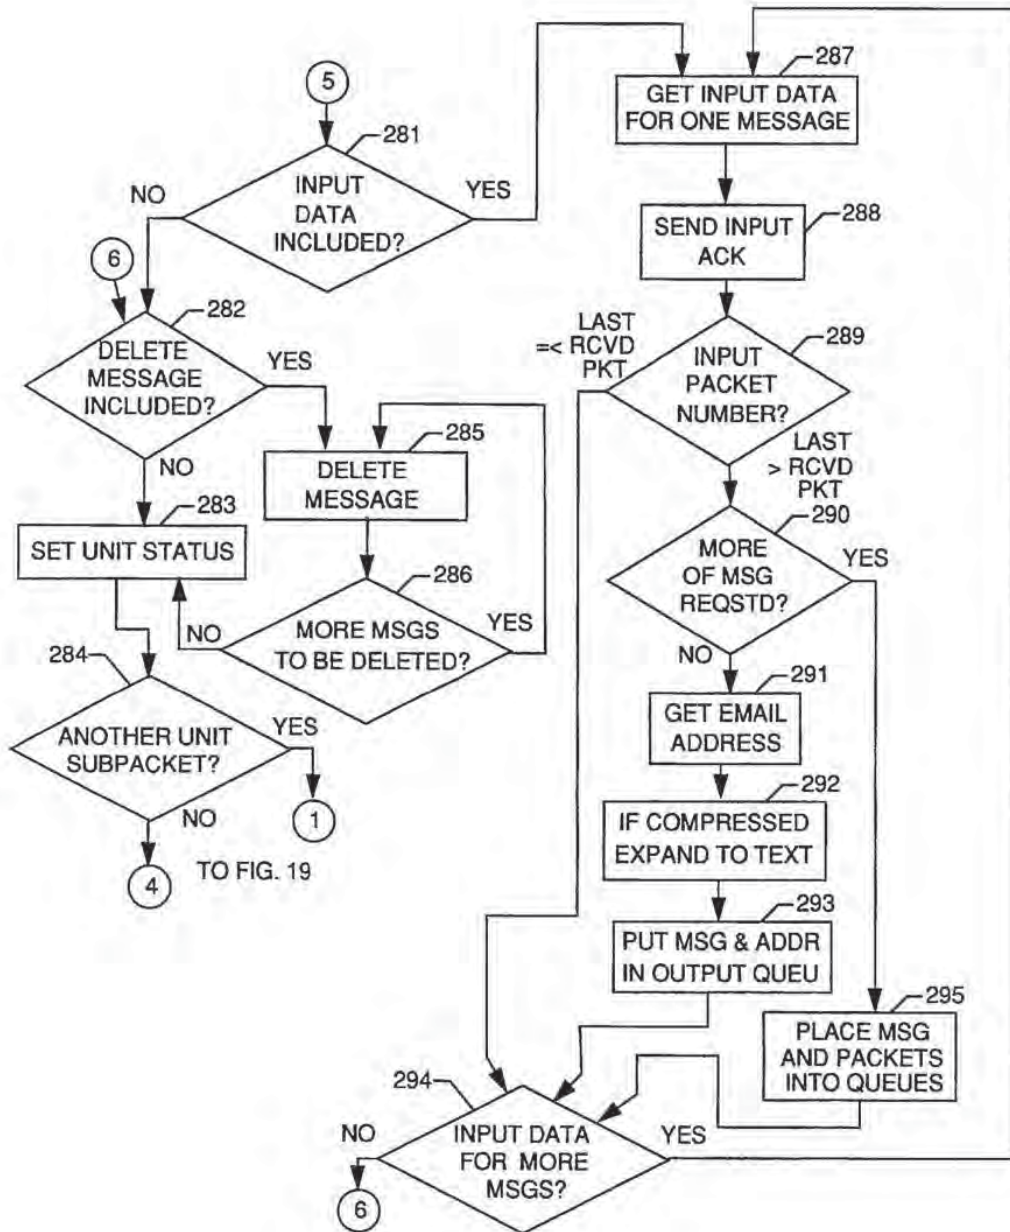 5
281
INPUT
DATA
INCLUDED?
NO
YES
6
282
DELETE
MESSAGE
INCLUDED?
YES
NO
283
SET UNIT STATUS
284
ANOTHER UNIT
SUBPACKET?
YES
NO
1
4
TO FIG. 19
285
DELETE
MESSAGE
286
MORE MSGS
TO BE DELETED?
NO
YES
287
GET INPUT DATA
FOR ONE MESSAGE
288
SEND INPUT
ACK
289
INPUT
PACKET
NUMBER?
LAST
=< RCVD
PKT
LAST
> RCVD
PKT
290
MORE
OF MSG
REQSTD?
YES
NO
291
GET EMAIL
ADDRESS
292
IF COMPRESSED
EXPAND TO TEXT
293
PUT MSG & ADDR
IN OUTPUT QUEU
295
PLACE MSG
AND PACKETS
INTO QUEUES
294
INPUT DATA
FOR MORE
MSGS?
NO
YES
6